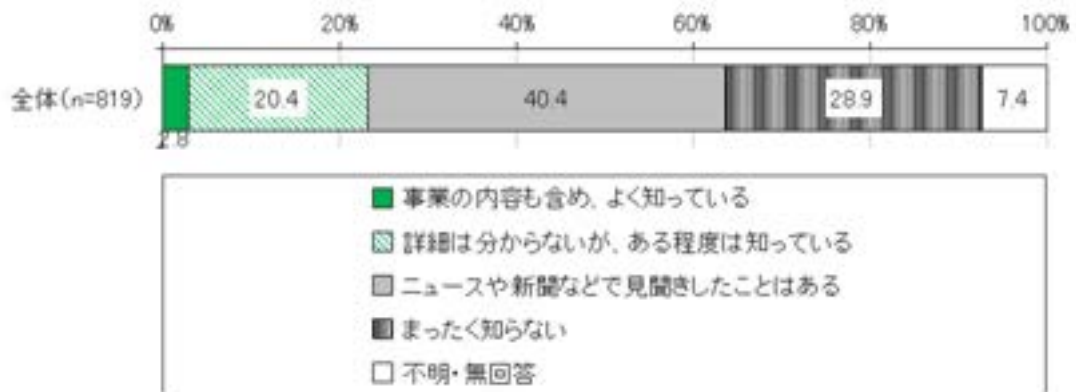 0% 20% 40% 60% 80% 100%
全体(n=819) 20.4 40.4 28.9 7.4
2.8
事業の内容も含め、よく知っている
詳細は分からないが、ある程度は知っている
ニュースや新聞などで見聞きしたことはある
まったく知らない
不明・無回答